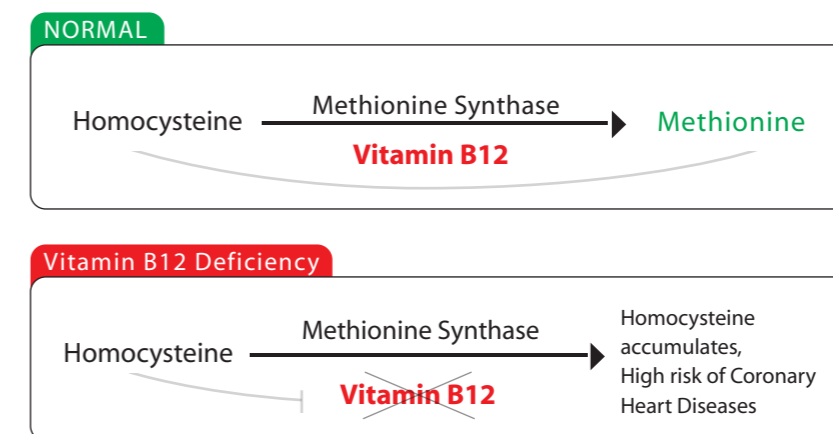 NORMAL
Methionine Synthase
Homocysteine
Methionine
Vitamin B12
Vitamin B12 Deficiency
Methionine Synthase
Homocysteine
Vitamin B12
Homocysteine
accumulates,
High risk of Coronary
Heart Diseases